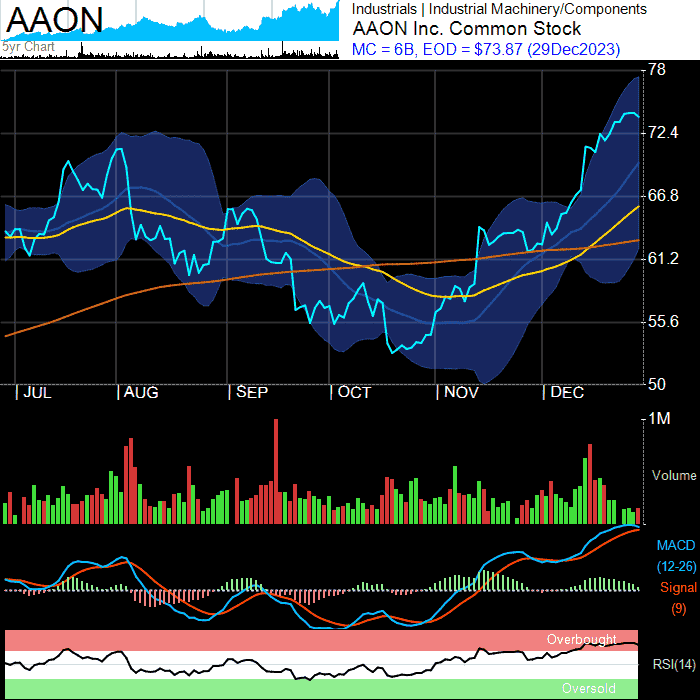 AAON
5yr Chart
Industrials | Industrial Machinery/Components
AAON Inc. Common Stock
MC = 6B, EOD = $73.87 (29Dec2023)
78
72.4
66.8
61.2
55.6
50
| JUL | AUG | SEP | OCT | NOV | DEC
1M
Volume
MACD
(12-26)
Signal
(9)
Overbought
RSI(14)
Oversold